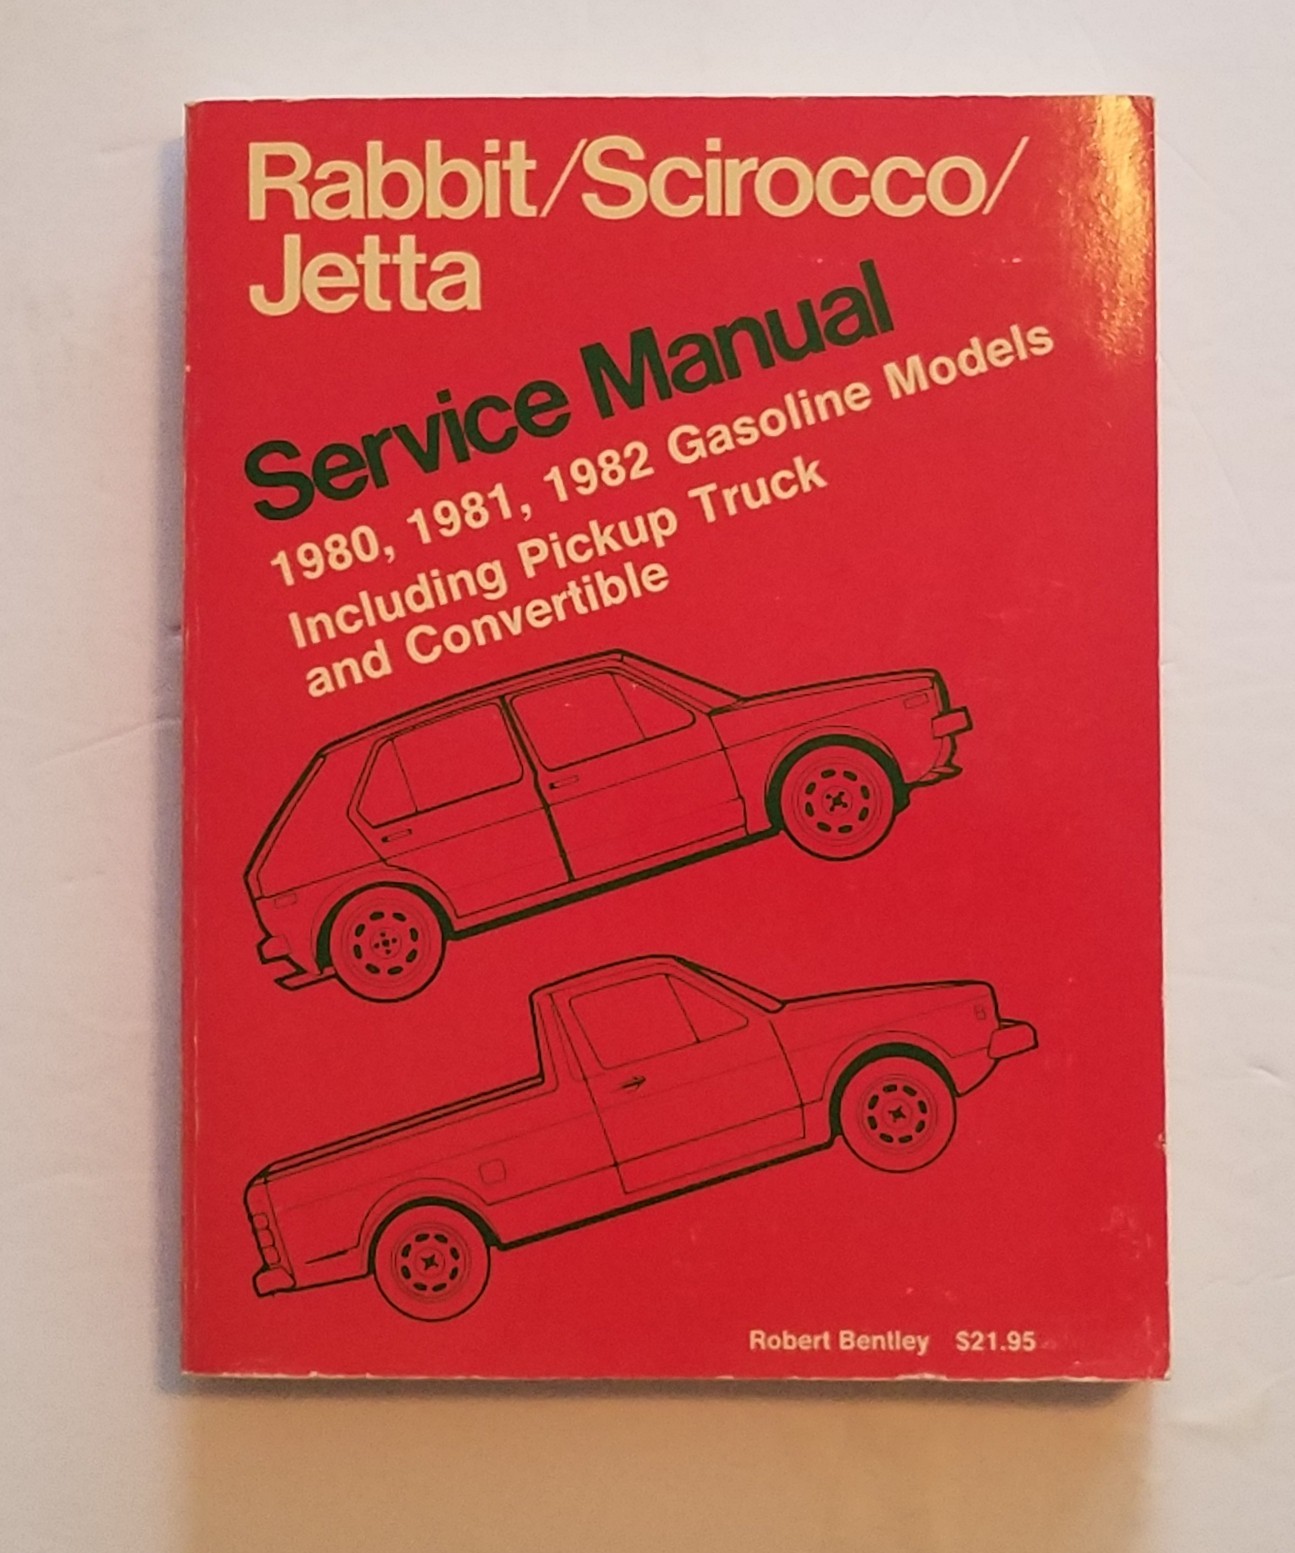 Rabbit/Scirocco/
Jetta
Service Manual
1980, 1981, 1982 Gasoline Models
Including Pickup Truck
and Convertible
Robert Bentley $21.95